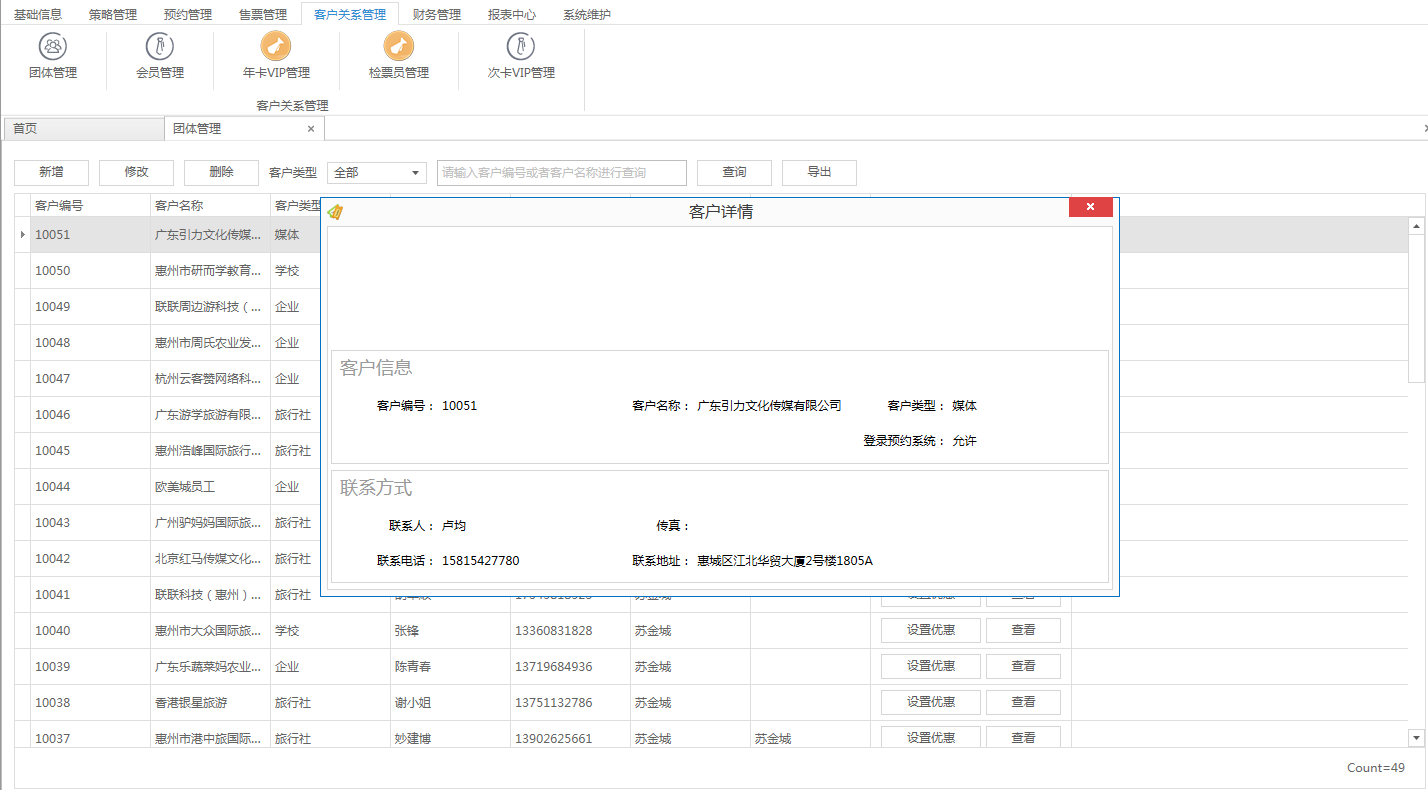 基础信息 策略管理 预约管理 售票管理 客户关系管理 财务管理 报表中心 系统维护
团体管理 会员管理 年卡VIP管理 检票员管理 次卡VIP管理
客户关系管理
首页 团体管理 ×
新增 修改 删除 客户类型 全部 请输入客户编号或者客户名称进行查询 查询 导出
客户编号 客户名称 客户类型
10051 广东引力文化传媒... 媒体
10050 惠州市研而学教育... 学校
10049 联联周边游科技（... 企业
10048 惠州市周氏农业发... 企业
10047 杭州云客赞网络科... 企业
10046 广东游学旅游有限... 旅行社
10045 惠州浩峰国际旅行... 旅行社
10044 欧美城员工 企业
10043 广州驴妈妈国际旅... 旅行社
10042 北京红马传媒文化... 旅行社
10041 联联科技（惠州）... 旅行社
10040 惠州市大众国际旅... 学校 张锋 13360831828 苏金城 设置优惠 查看
10039 广东乐蔬菜妈农业... 企业 陈青春 13719684936 苏金城 设置优惠 查看
10038 香港银星旅游 旅行社 谢小姐 13751132786 苏金城 设置优惠 查看
10037 惠州市港中旅国际... 旅行社 妙建博 13902625661 苏金城 苏金城 设置优惠 查看
Count=49
客户详情
客户信息
客户编号： 10051 客户名称： 广东引力文化传媒有限公司 客户类型： 媒体
登录预约系统： 允许
联系方式
联系人： 卢均 传真：
联系电话： 15815427780 联系地址： 惠城区江北华贸大厦2号楼1805A